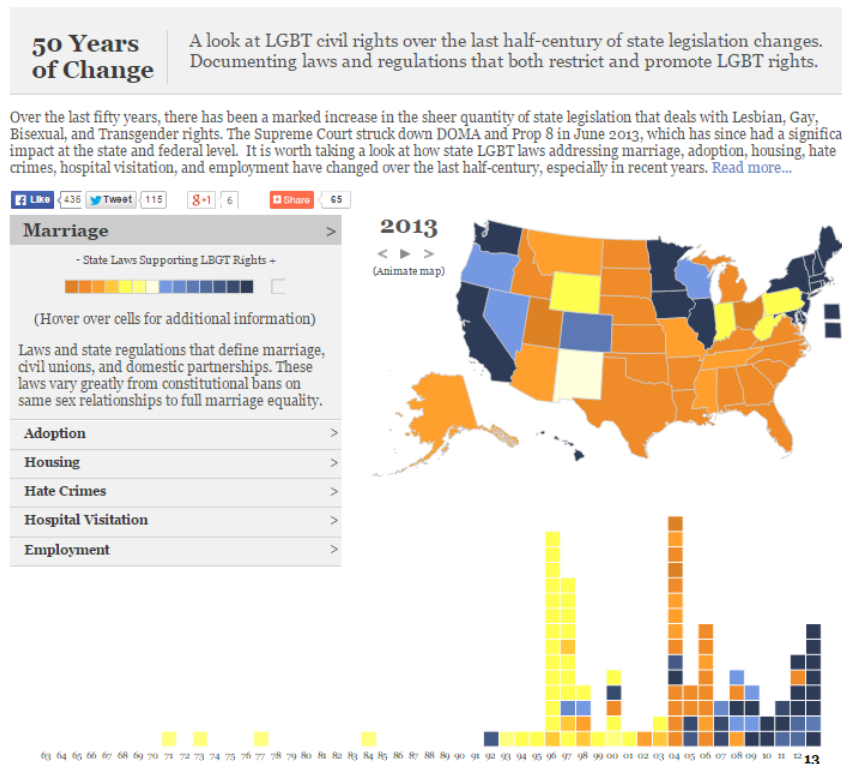 50 Years
of Change
A look at LGBT civil rights over the last half-century of state legislation changes.
Documenting laws and regulations that both restrict and promote LGBT rights.
Over the last fifty years, there has been a marked increase in the sheer quantity of state legislation that deals with Lesbian, Gay,
Bisexual, and Transgender rights. The Supreme Court struck down DOMA and Prop 8 in June 2013, which has since had a significa
impact at the state and federal level. It is worth taking a look at how state LGBT laws addressing marriage, adoption, housing, hate
crimes, hospital visitation, and employment have changed over the last half-century, especially in recent years. Read more...
Like 436 Tweet 115 g+1 6 Share 65
Marriage >
- State Laws Supporting LBGT Rights +
(Hover over cells for additional information)
Laws and state regulations that define marriage,
civil unions, and domestic partnerships. These
laws vary greatly from constitutional bans on
same sex relationships to full marriage equality.
Adoption >
Housing >
Hate Crimes >
Hospital Visitation >
Employment >
2013
< ▶ >
(Animate map)
63 64 65 66 67 68 69 70 71 72 73 74 75 76 77 78 79 80 81 82 83 84 85 86 87 88 89 90 91 92 93 94 95 96 97 98 99 00 01 02 03 04 05 06 07 08 09 10 11 12 13